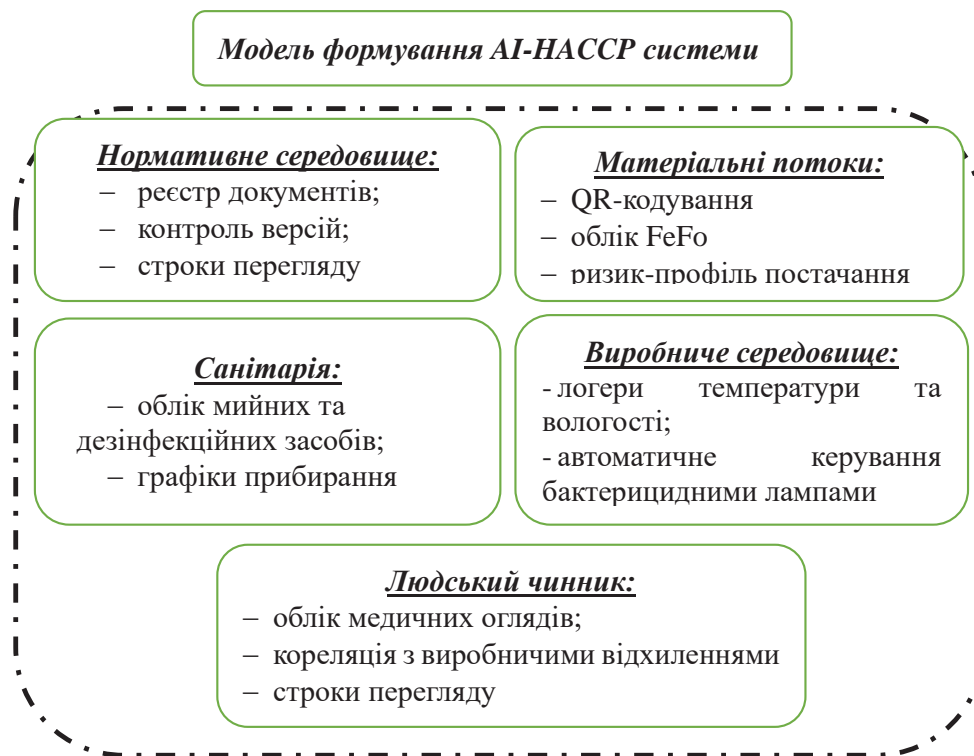 Модель формування AI-HACCP системи
Нормативне середовище:
– реєстр документів;
– контроль версій;
– строки перегляду
Матеріальні потоки:
– QR-кодування
– облік FeFo
– ризик-профіль постачання
Санітарія:
– облік мийних та
дезінфекційних засобів;
– графіки прибирання
Виробниче середовище:
- логери температури та
вологості;
- автоматичне керування
бактерицидними лампами
Людський чинник:
– облік медичних оглядів;
– кореляція з виробничими відхиленнями
– строки перегляду